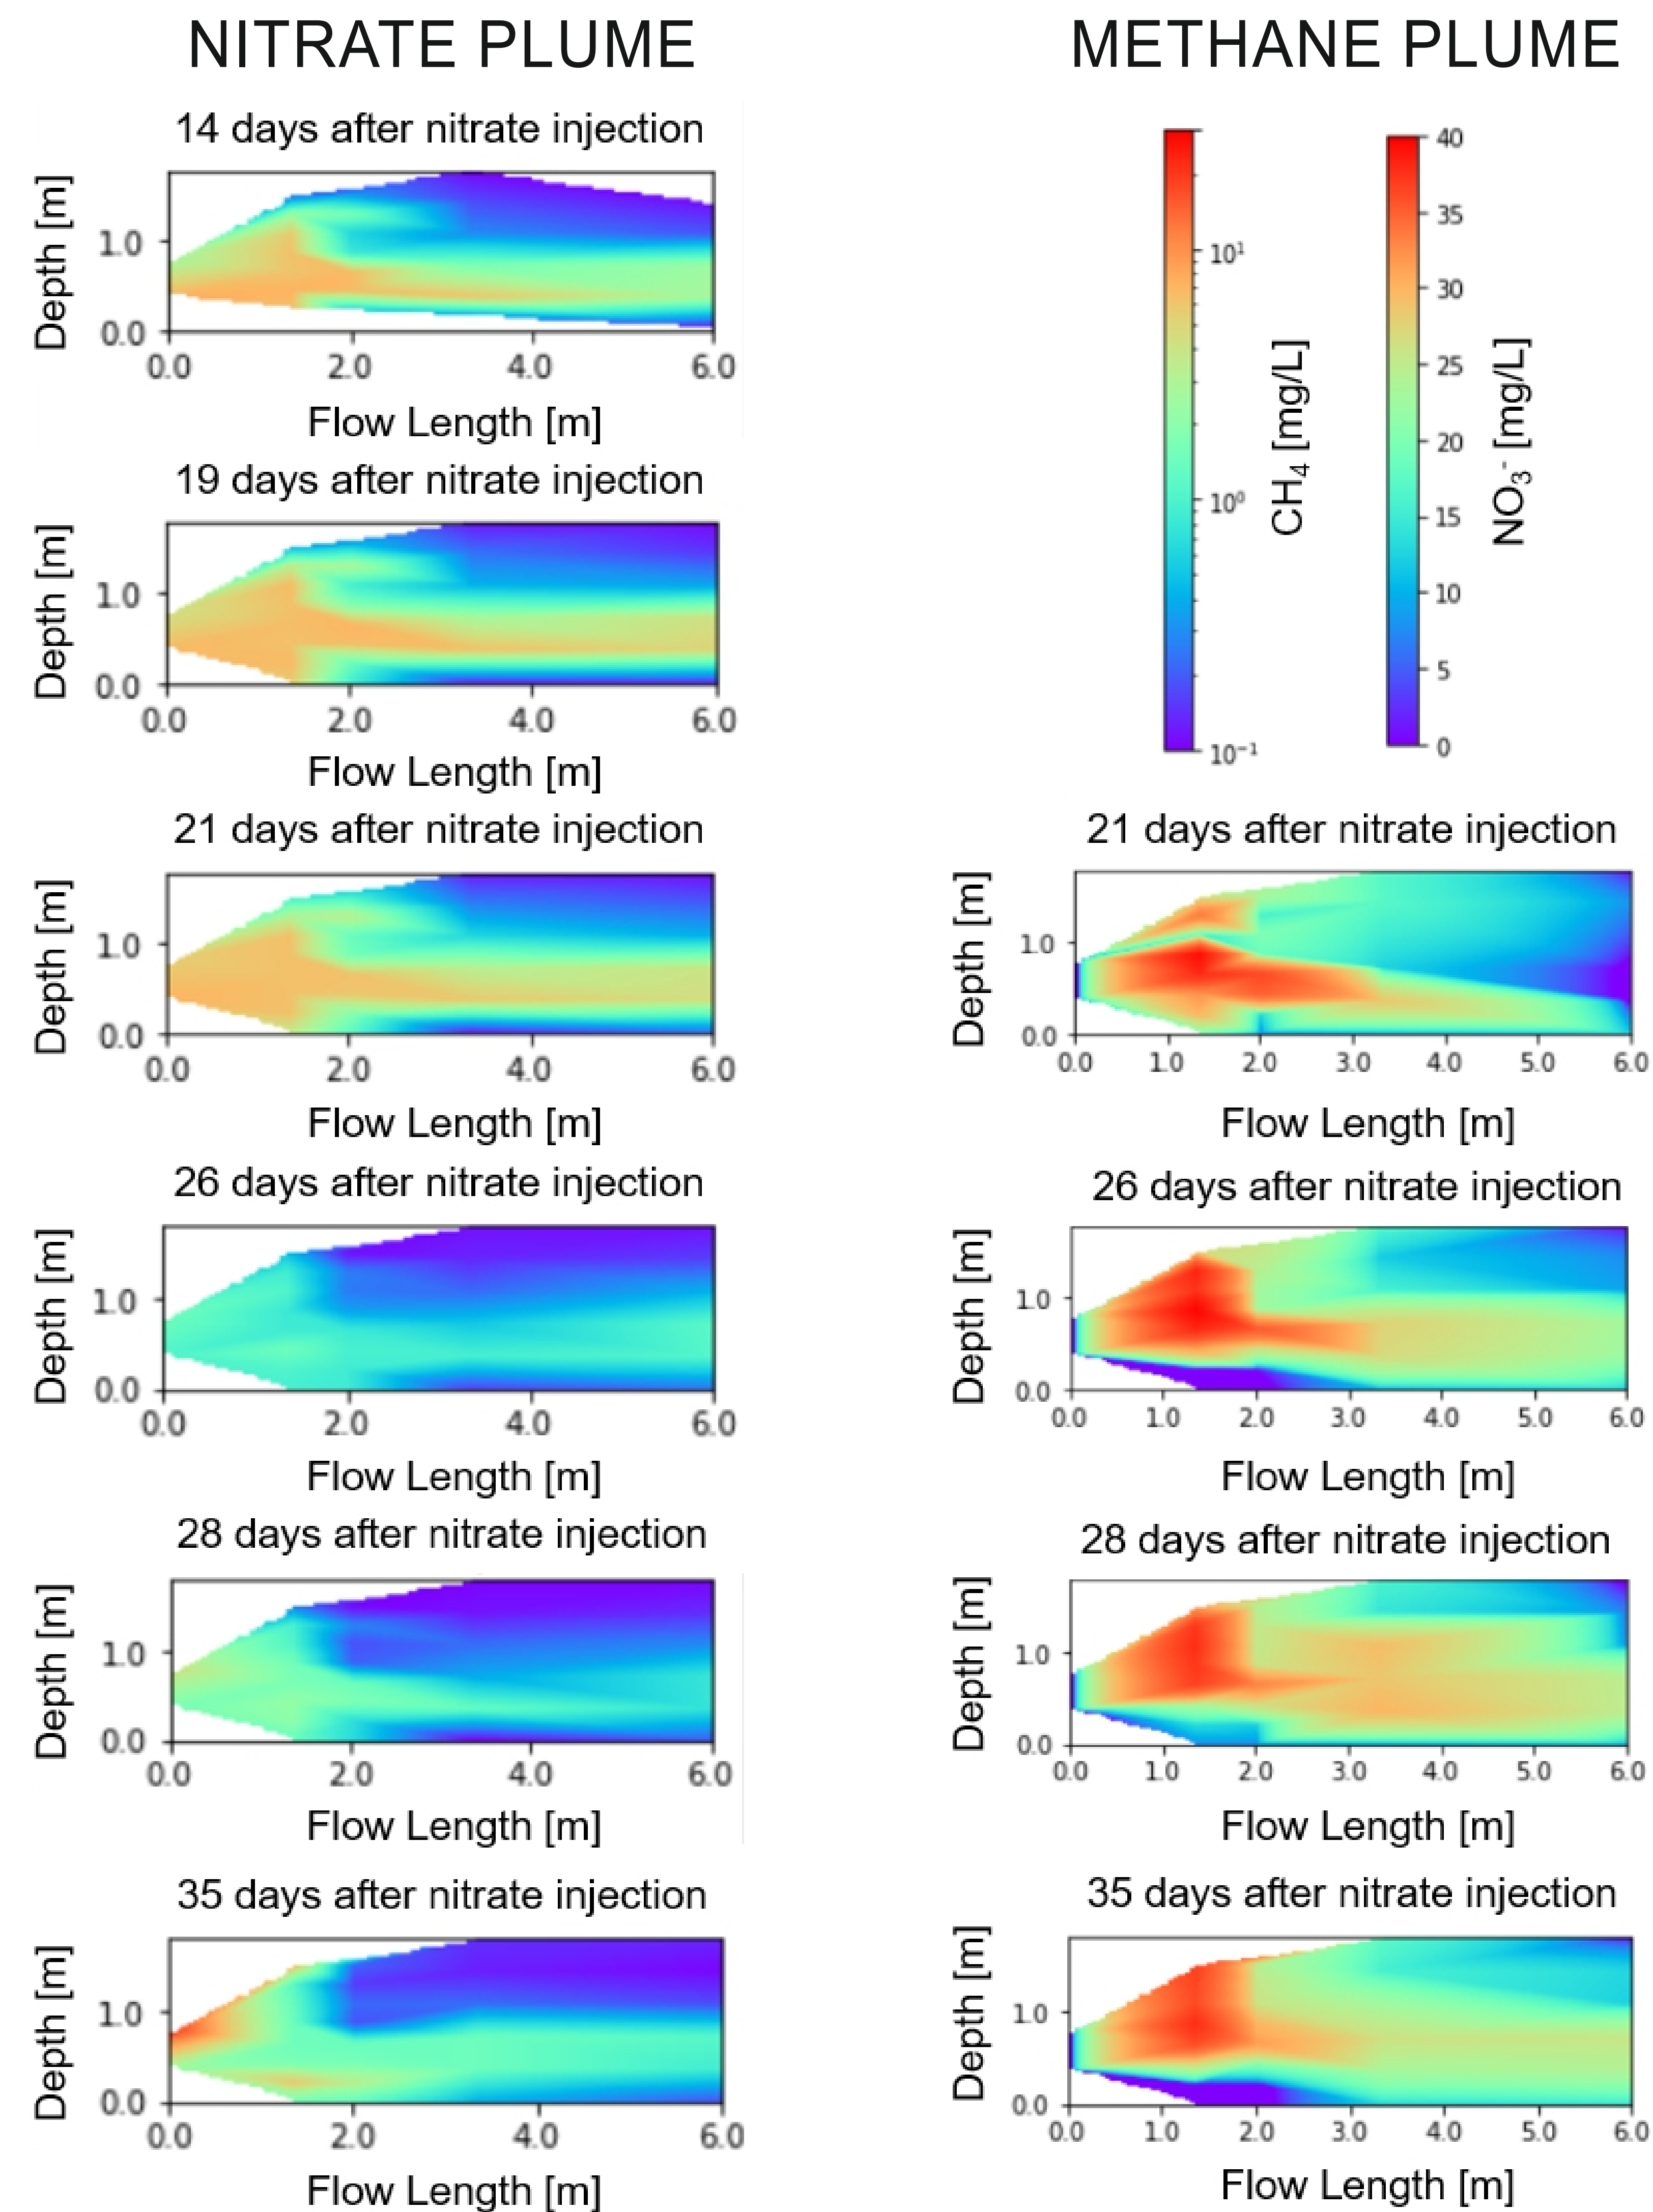 NITRATE PLUME
METHANE PLUME
14 days after nitrate injection
Depth [m]
1.0
0.0
0.0 2.0 4.0 6.0
Flow Length [m]
10¹
10⁰
10⁻¹
CH₄ [mg/L]
40
35
30
25
20
15
10
5
0
NO₃⁻ [mg/L]
19 days after nitrate injection
Depth [m]
1.0
0.0
0.0 2.0 4.0 6.0
Flow Length [m]
21 days after nitrate injection
Depth [m]
1.0
0.0
0.0 2.0 4.0 6.0
Flow Length [m]
21 days after nitrate injection
Depth [m]
1.0
0.0
0.0 1.0 2.0 3.0 4.0 5.0 6.0
Flow Length [m]
26 days after nitrate injection
Depth [m]
1.0
0.0
0.0 2.0 4.0 6.0
Flow Length [m]
26 days after nitrate injection
Depth [m]
1.0
0.0
0.0 1.0 2.0 3.0 4.0 5.0 6.0
Flow Length [m]
28 days after nitrate injection
Depth [m]
1.0
0.0
0.0 2.0 4.0 6.0
Flow Length [m]
28 days after nitrate injection
Depth [m]
1.0
0.0
0.0 1.0 2.0 3.0 4.0 5.0 6.0
Flow Length [m]
35 days after nitrate injection
Depth [m]
1.0
0.0
0.0 2.0 4.0 6.0
Flow Length [m]
35 days after nitrate injection
Depth [m]
1.0
0.0
0.0 1.0 2.0 3.0 4.0 5.0 6.0
Flow Length [m]